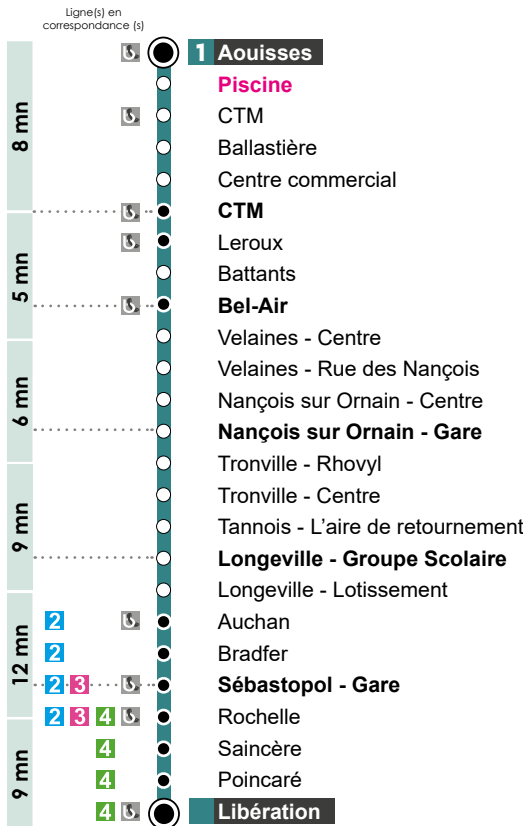 Ligne(s) en
correspondance (s)
1 Aouisses
Piscine
CTM
8 mn
Ballastière
Centre commercial
CTM
Leroux
Battants
5 mn
Bel-Air
Velaines - Centre
Velaines - Rue des Nançois
6 mn
Nançois sur Ornain - Centre
Nançois sur Ornain - Gare
Tronville - Rhovyl
Tronville - Centre
9 mn
Tannois - L'aire de retournement
Longeville - Groupe Scolaire
Longeville - Lotissement
2 Auchan
12 mn
2 Bradfer
2 3 Sébastopol - Gare
2 3 4 Rochelle
4 Saincère
9 mn
4 Poincaré
4 Libération